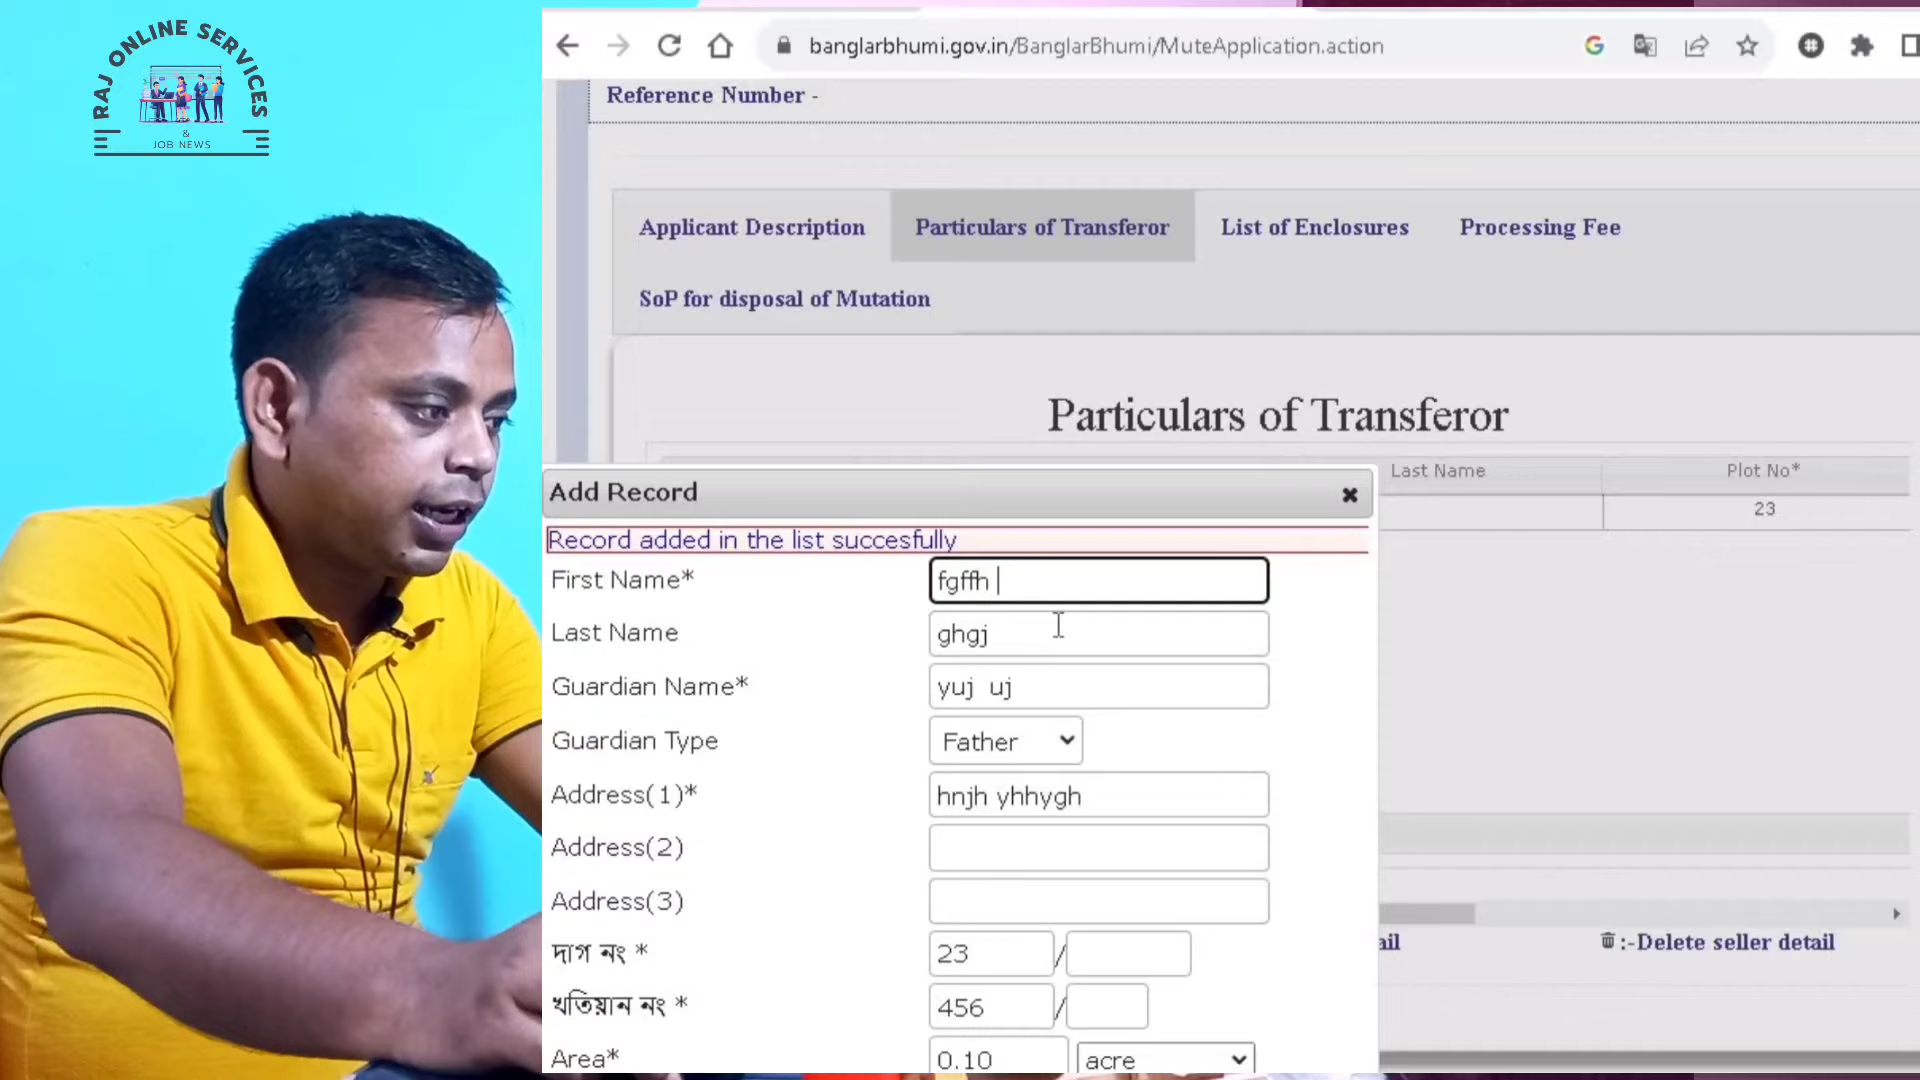 RAJ ONLINE SERVICES
&
JOB NEWS
banglarbhumi.gov.in/BanglarBhumi/MuteApplication.action
Reference Number -
Applicant Description
Particulars of Transferor
List of Enclosures
Processing Fee
SoP for disposal of Mutation
Particulars of Transferor
Last Name
Plot No*
23
Add Record
Record added in the list succesfully
First Name* fgffh
Last Name ghgj
Guardian Name* yuj uj
Guardian Type Father
Address(1)* hnjh yhhygh
Address(2)
Address(3)
দাগ নং * 23 /
খতিয়ান নং * 456 /
Area* 0.10 acre
:-Delete seller detail